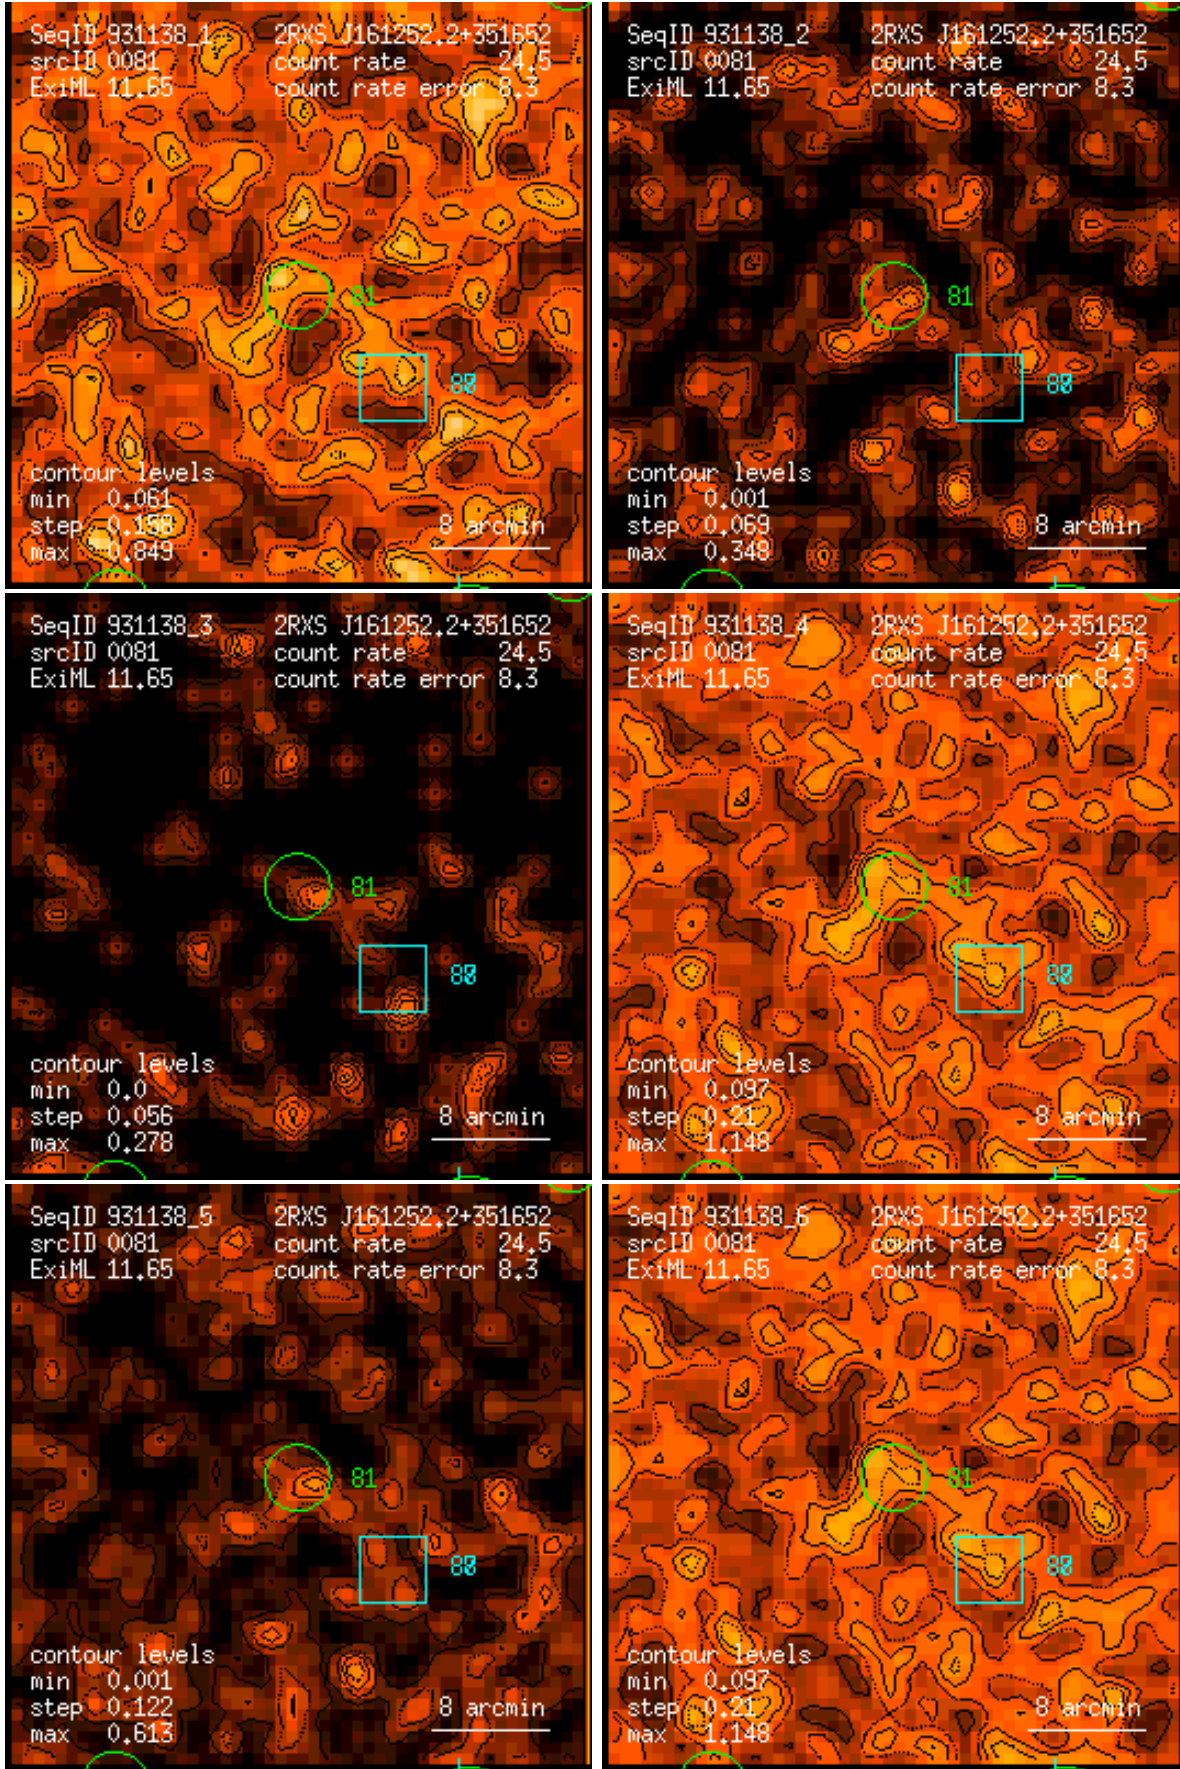 SeqID 931138_1 2RXS J161252.2+351652
srcID 0081 count rate 24.5
ExiML 11.65 count rate error 8.3
81
80
contour levels
min 0.061
step 0.158 8 arcmin
max 0.849
SeqID 931138_2 2RXS J161252.2+351652
srcID 0081 count rate 24.5
ExiML 11.65 count rate error 8.3
81
80
contour levels
min 0.001
step 0.069 8 arcmin
max 0.348
SeqID 931138_3 2RXS J161252.2+351652
srcID 0081 count rate 24.5
ExiML 11.65 count rate error 8.3
81
80
contour levels
min 0.0
step 0.056 8 arcmin
max 0.278
SeqID 931138_4 2RXS J161252.2+351652
srcID 0081 count rate 24.5
ExiML 11.65 count rate error 8.3
81
80
contour levels
min 0.097
step 0.21 8 arcmin
max 1.148
SeqID 931138_5 2RXS J161252.2+351652
srcID 0081 count rate 24.5
ExiML 11.65 count rate error 8.3
81
80
contour levels
min 0.001
step 0.122 8 arcmin
max 0.613
SeqID 931138_6 2RXS J161252.2+351652
srcID 0081 count rate 24.5
ExiML 11.65 count rate error 8.3
81
80
contour levels
min 0.097
step 0.21 8 arcmin
max 1.148